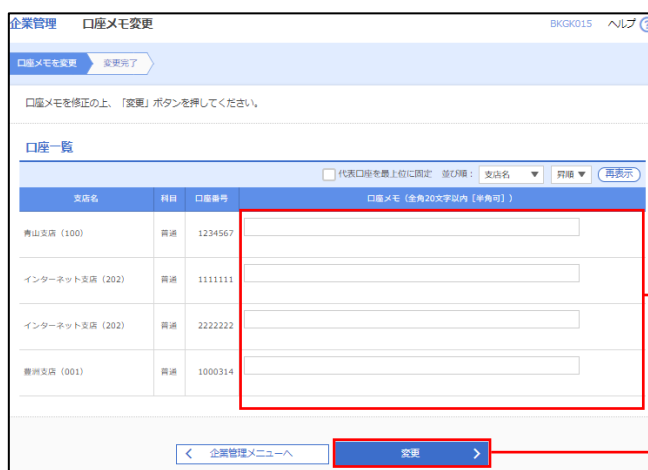 企業管理 口座メモ変更 BKGK015 ヘルプ
口座メモを変更 変更完了
口座メモを修正の上、「変更」ボタンを押してください。
口座一覧
代表口座を最上位に固定 並び順： 支店名 ▼ 昇順 ▼ 再表示
支店名 科目 口座番号 口座メモ（全角20文字以内［半角可］）
青山支店（100） 普通 1234567
インターネット支店（202） 普通 1111111
インターネット支店（202） 普通 2222222
豊洲支店（001） 普通 1000314
企業管理メニューへ 変更